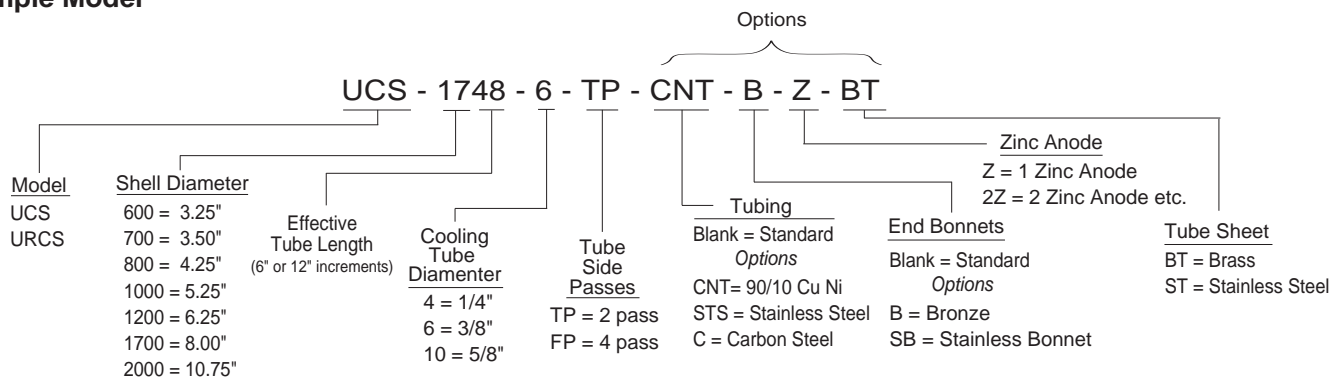 mple Model
Options
UCS - 1748 - 6 - TP - CNT - B - Z - BT
Model
UCS
URCS
Shell Diameter
600 = 3.25"
700 = 3.50"
800 = 4.25"
1000 = 5.25"
1200 = 6.25"
1700 = 8.00"
2000 = 10.75"
Effective
Tube Length
(6" or 12" increments)
Cooling
Tube
Diamenter
4 = 1/4"
6 = 3/8"
10 = 5/8"
Tube
Side
Passes
TP = 2 pass
FP = 4 pass
Tubing
Blank = Standard
Options
CNT= 90/10 Cu Ni
STS = Stainless Steel
C = Carbon Steel
End Bonnets
Blank = Standard
Options
B = Bronze
SB = Stainless Bonnet
Zinc Anode
Z = 1 Zinc Anode
2Z = 2 Zinc Anode etc.
Tube Sheet
BT = Brass
ST = Stainless Steel